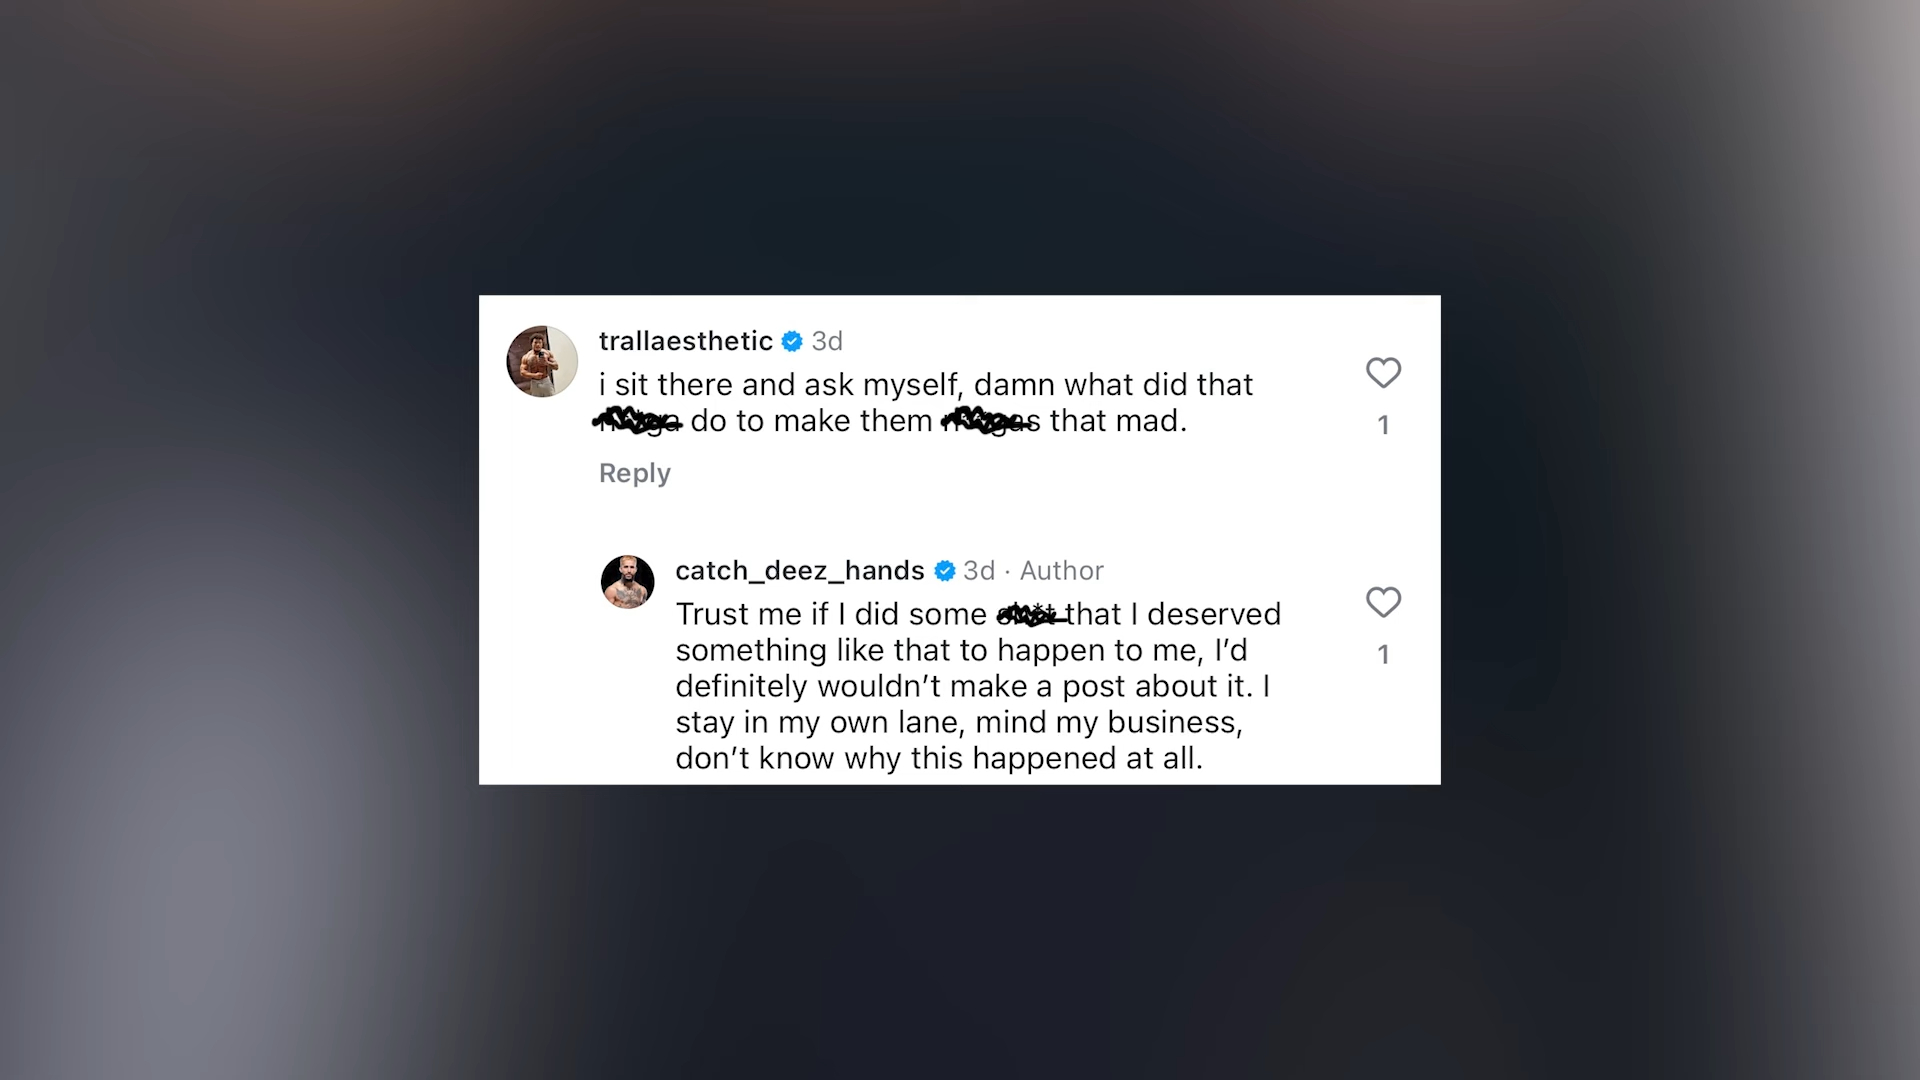 trallaesthetic 3d
i sit there and ask myself, damn what did that
do to make them that mad.
1
Reply
catch_deez_hands 3d · Author
Trust me if I did some that I deserved
something like that to happen to me, I’d
definitely wouldn’t make a post about it. I
stay in my own lane, mind my business,
don’t know why this happened at all.
1